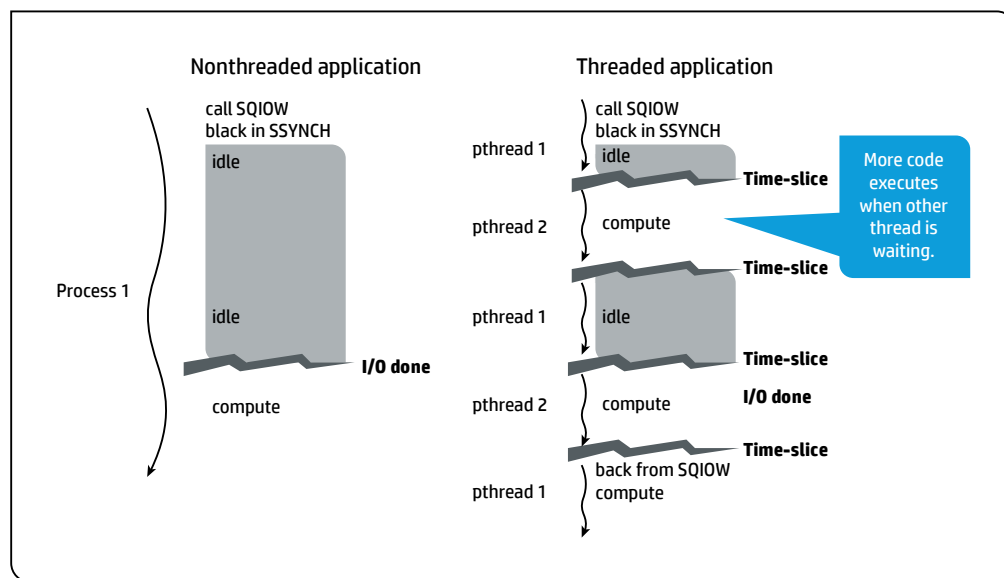 Nonthreaded application
call SQIOW
black in SSYNCH
idle
Process 1
idle
I/O done
compute
Threaded application
call SQIOW
black in SSYNCH
pthread 1
idle
Time-slice
More code
executes
when other
thread is
waiting.
pthread 2
compute
Time-slice
pthread 1
idle
Time-slice
I/O done
pthread 2
compute
Time-slice
back from SQIOW
pthread 1
compute